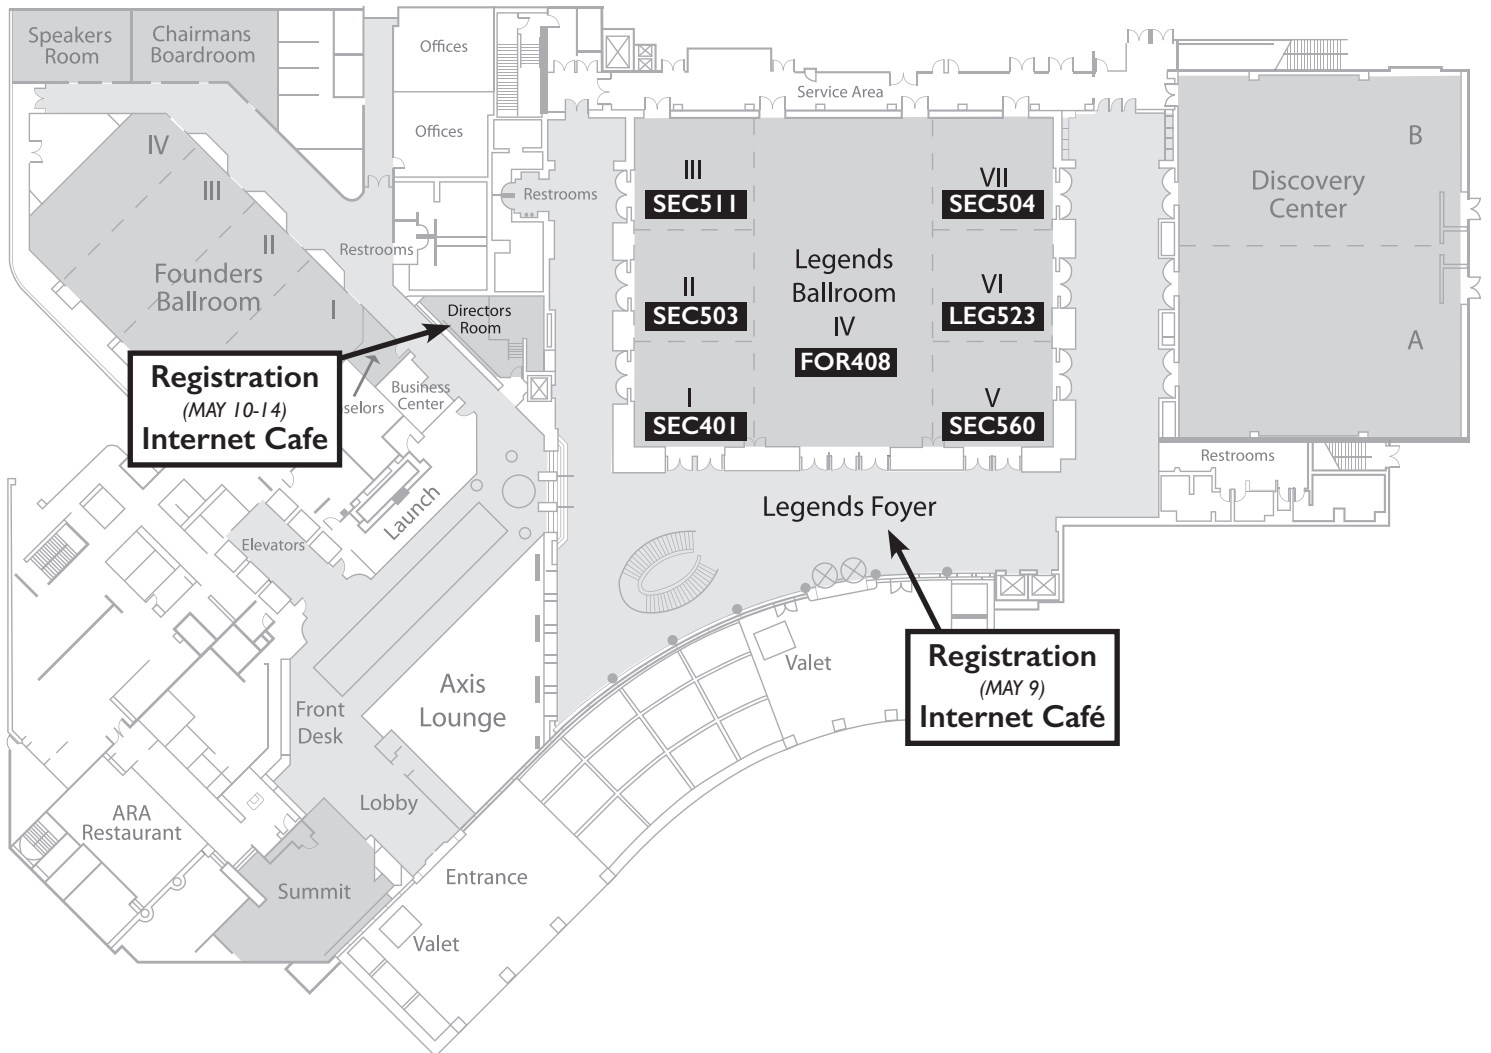 Speakers
Room
Chairmans
Boardroom
Offices
Offices
Service Area
IV
III
II
I
Founders
Ballroom
Restrooms
Restrooms
Directors
Room
Registration
(MAY 10-14)
Internet Cafe
selors
Business
Center
III
SEC511
II
SEC503
I
SEC401
Legends
Ballroom
IV
FOR408
VII
SEC504
VI
LEG523
V
SEC560
B
Discovery
Center
A
Restrooms
Legends Foyer
Launch
Elevators
Registration
(MAY 9)
Internet Café
Valet
Axis
Lounge
Front
Desk
Lobby
ARA
Restaurant
Summit
Entrance
Valet